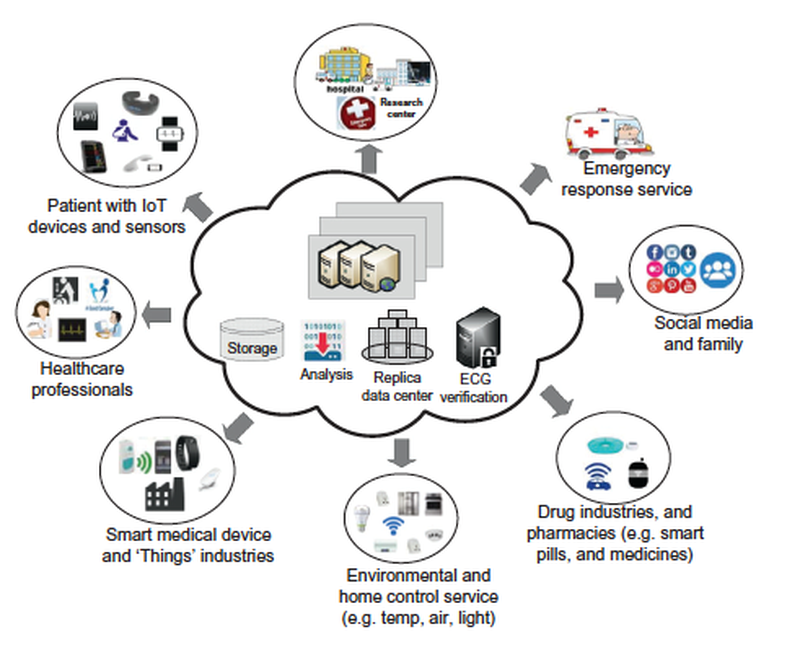 hospital
Research
center
Emergency
response service
Patient with IoT
devices and sensors
Social media
and family
Healthcare
professionals
Storage
Analysis
Replica
data center
ECG
verification
Smart medical device
and ‘Things’ industries
Environmental and
home control service
(e.g. temp, air, light)
Drug industries, and
pharmacies (e.g. smart
pills, and medicines)